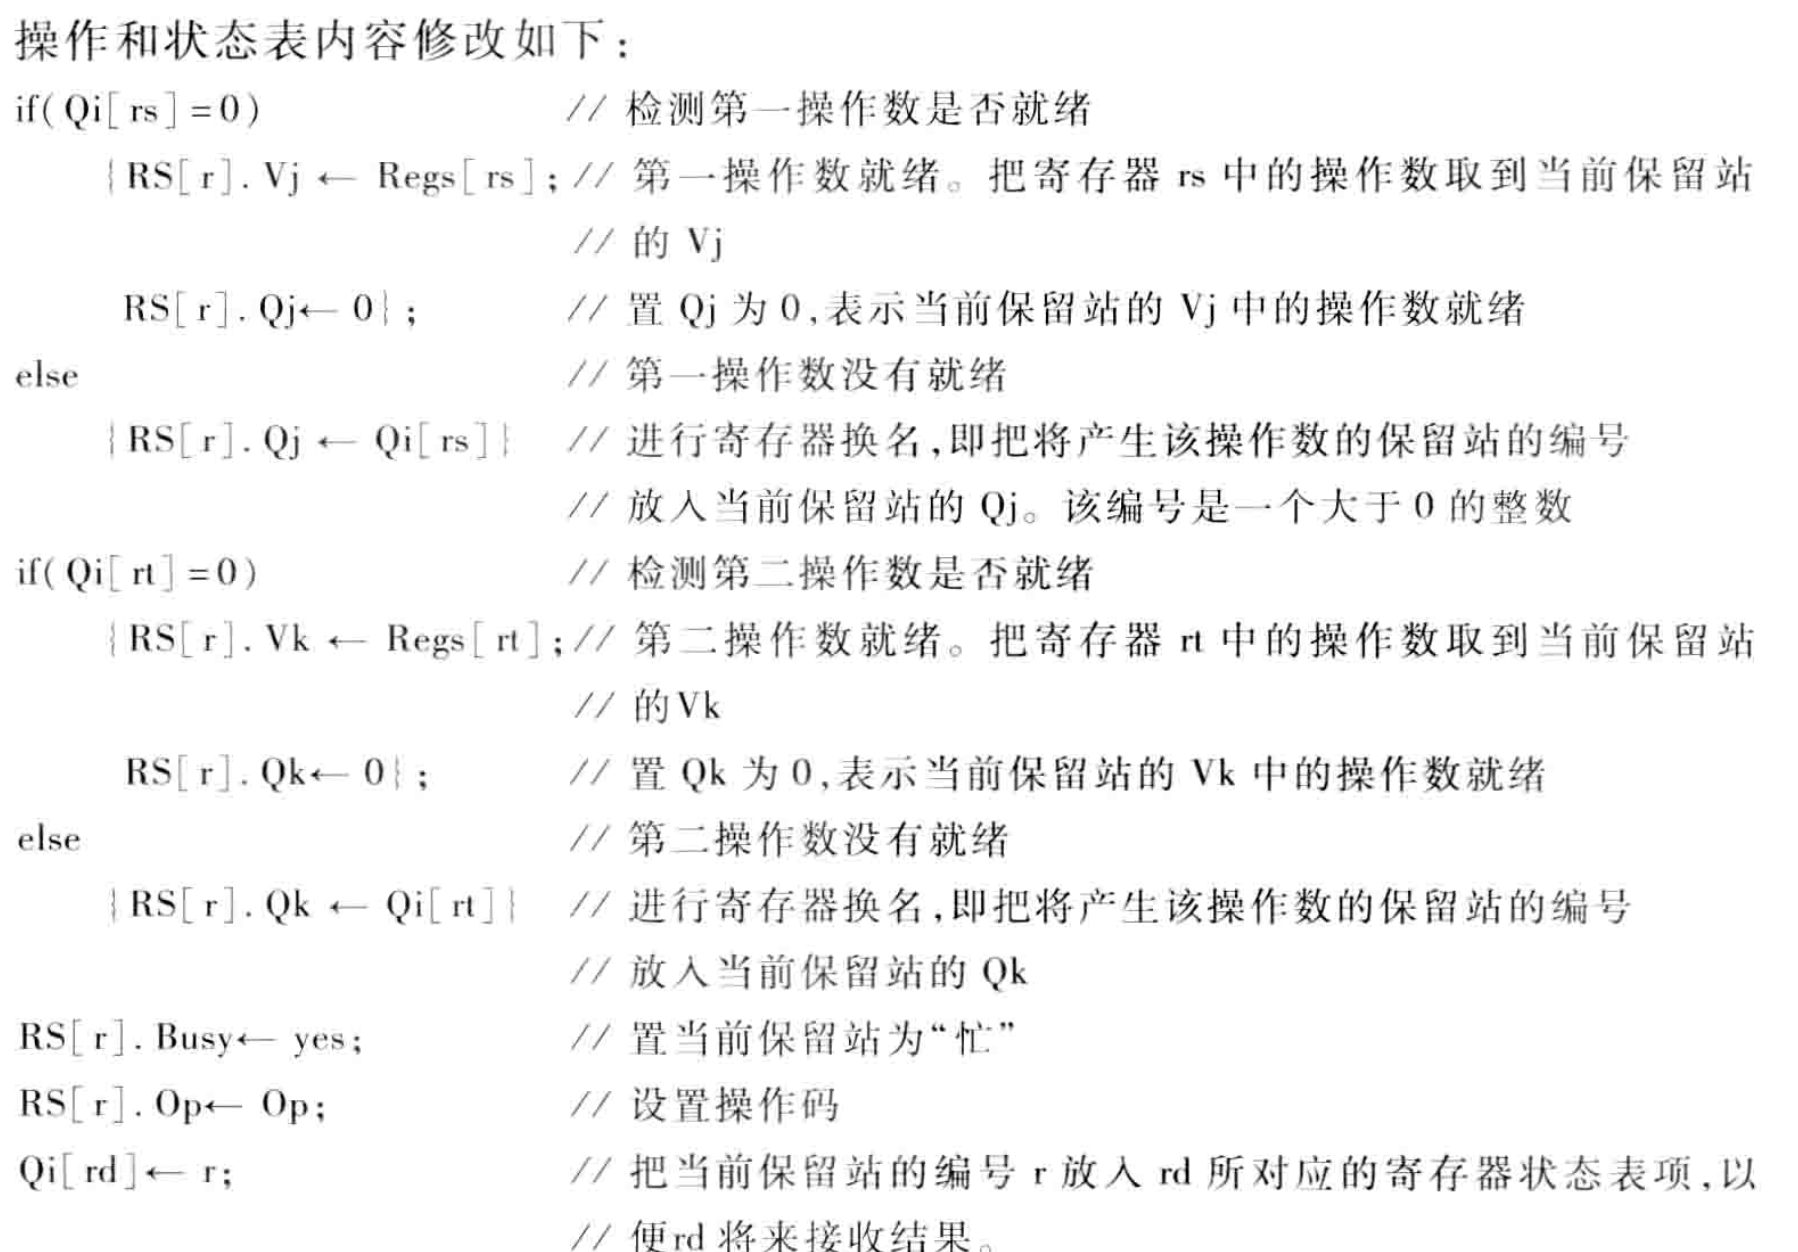 操作和状态表内容修改如下：
if(Qi[rs]=0) // 检测第一操作数是否就绪
{RS[r].Vj ← Regs[rs]; // 第一操作数就绪。把寄存器 rs 中的操作数取到当前保留站
// 的 Vj
RS[r].Qj← 0}; // 置 Qj 为 0,表示当前保留站的 Vj 中的操作数就绪
else // 第一操作数没有就绪
{RS[r].Qj ← Qi[rs]} // 进行寄存器换名,即把将产生该操作数的保留站的编号
// 放入当前保留站的 Qj。该编号是一个大于 0 的整数
if(Qi[rt]=0) // 检测第二操作数是否就绪
{RS[r].Vk ← Regs[rt]; // 第二操作数就绪。把寄存器 rt 中的操作数取到当前保留站
// 的Vk
RS[r].Qk← 0}; // 置 Qk 为 0,表示当前保留站的 Vk 中的操作数就绪
else // 第二操作数没有就绪
{RS[r].Qk ← Qi[rt]} // 进行寄存器换名,即把将产生该操作数的保留站的编号
// 放入当前保留站的 Qk
RS[r].Busy← yes; // 置当前保留站为“忙”
RS[r].Op← Op; // 设置操作码
Qi[rd]← r; // 把当前保留站的编号 r 放入 rd 所对应的寄存器状态表项,以
// 便rd 将来接收结果。